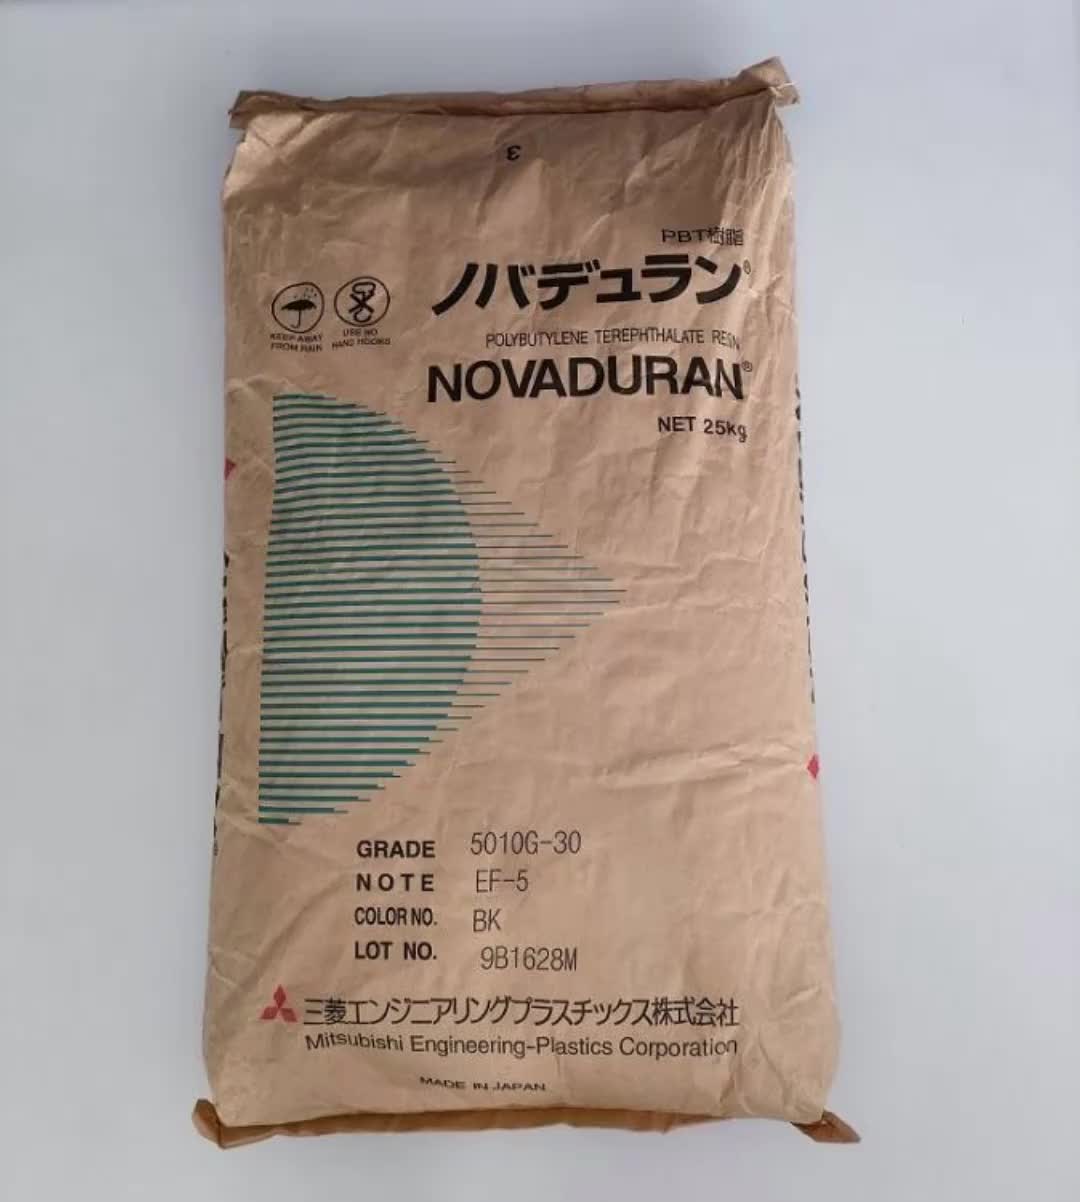 3
PBT樹脂
ノバデュラン®
KEEP AWAY
FROM RAIN
USE NO
HAND HOOKS
POLYBUTYLENE TEREPHTHALATE RESIN
NOVADURAN®
NET 25kg
GRADE 5010G-30
NOTE EF-5
COLOR NO. BK
LOT NO. 9B1628M
三菱エンジニアリングプラスチックス株式会社
Mitsubishi Engineering-Plastics Corporation
MADE IN JAPAN